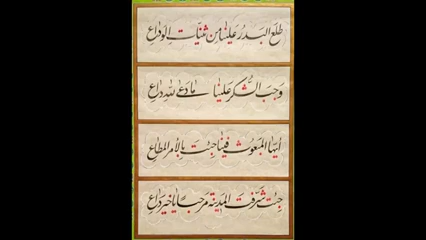 طلع البدر علينا من ثنيات الوداع
وجب الشكر علينا ما دعا لله داع
أيها المبعوث فينا جئت بالأمر المطاع
جئت شرفت المدينة مرحبا يا خير داع